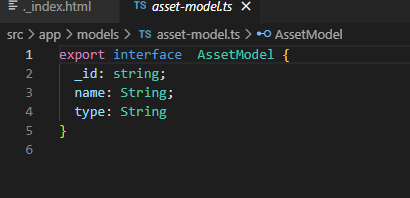 ._index.html
TS asset-model.ts ×
src > app > models > TS asset-model.ts > AssetModel
1 export interface  AssetModel {
2   _id: string;
3   name: String;
4   type: String
5 }
6